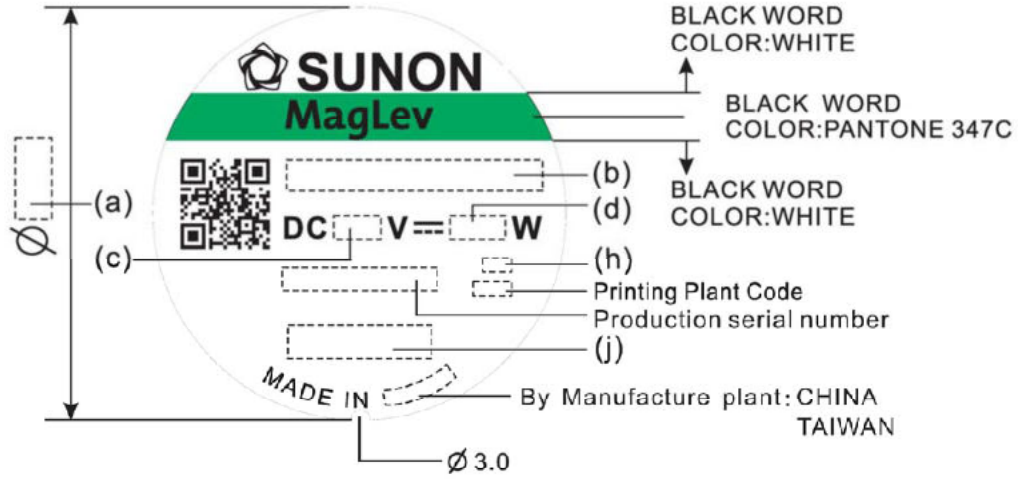 BLACK WORD
COLOR:WHITE
SUNON
MagLev
BLACK WORD
COLOR:PANTONE 347C
BLACK WORD
COLOR:WHITE
(a)
(b)
(d)
DC V W
(c)
(h)
Printing Plant Code
Production serial number
(j)
MADE IN
By Manufacture plant: CHINA
TAIWAN
Ø
Ø 3.0